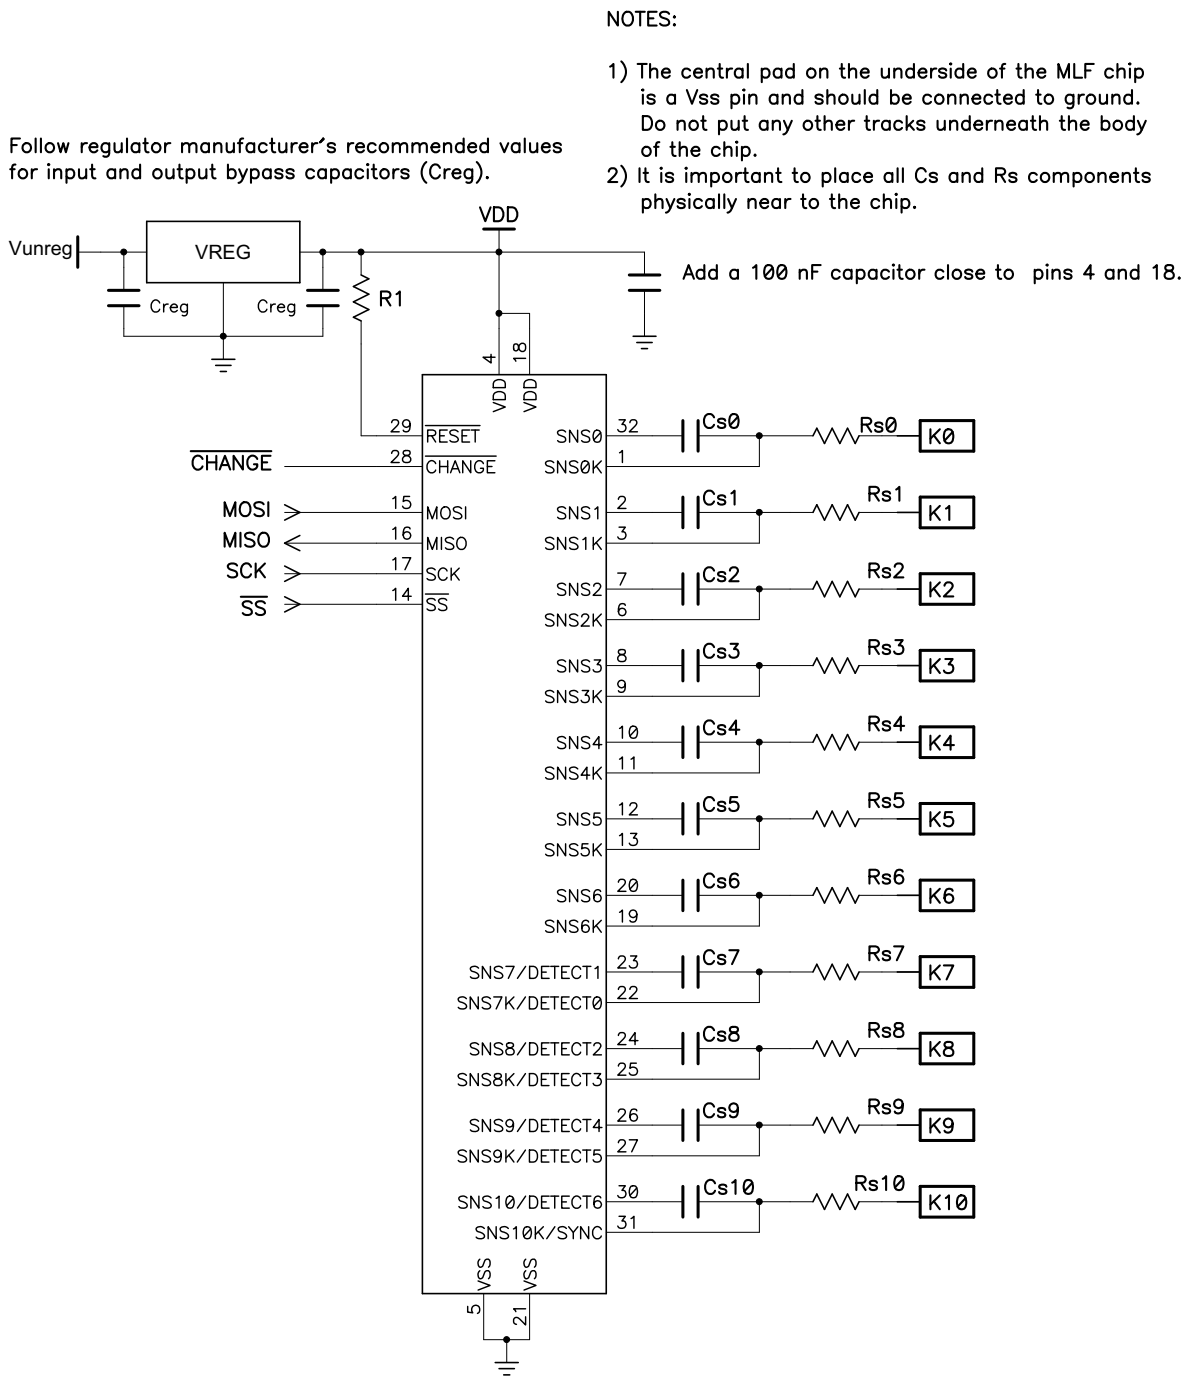 NOTES:
1) The central pad on the underside of the MLF chip
is a Vss pin and should be connected to ground.
Do not put any other tracks underneath the body
of the chip.
2) It is important to place all Cs and Rs components
physically near to the chip.
Follow regulator manufacturer's recommended values
for input and output bypass capacitors (Creg).
VDD
Vunreg
VREG
Creg
Creg
R1
Add a 100 nF capacitor close to pins 4 and 18.
4
18
VDD
VDD
29
RESET
CHANGE
28
CHANGE
MOSI
15
MOSI
MISO
16
MISO
SCK
17
SCK
SS
14
SS
SNS0
32
Cs0
Rs0
K0
SNS0K
1
SNS1
2
Cs1
Rs1
K1
SNS1K
3
SNS2
7
Cs2
Rs2
K2
SNS2K
6
SNS3
8
Cs3
Rs3
K3
SNS3K
9
SNS4
10
Cs4
Rs4
K4
SNS4K
11
SNS5
12
Cs5
Rs5
K5
SNS5K
13
SNS6
20
Cs6
Rs6
K6
SNS6K
19
SNS7/DETECT1
23
Cs7
Rs7
K7
SNS7K/DETECT0
22
SNS8/DETECT2
24
Cs8
Rs8
K8
SNS8K/DETECT3
25
SNS9/DETECT4
26
Cs9
Rs9
K9
SNS9K/DETECT5
27
SNS10/DETECT6
30
Cs10
Rs10
K10
SNS10K/SYNC
31
VSS
VSS
5
21